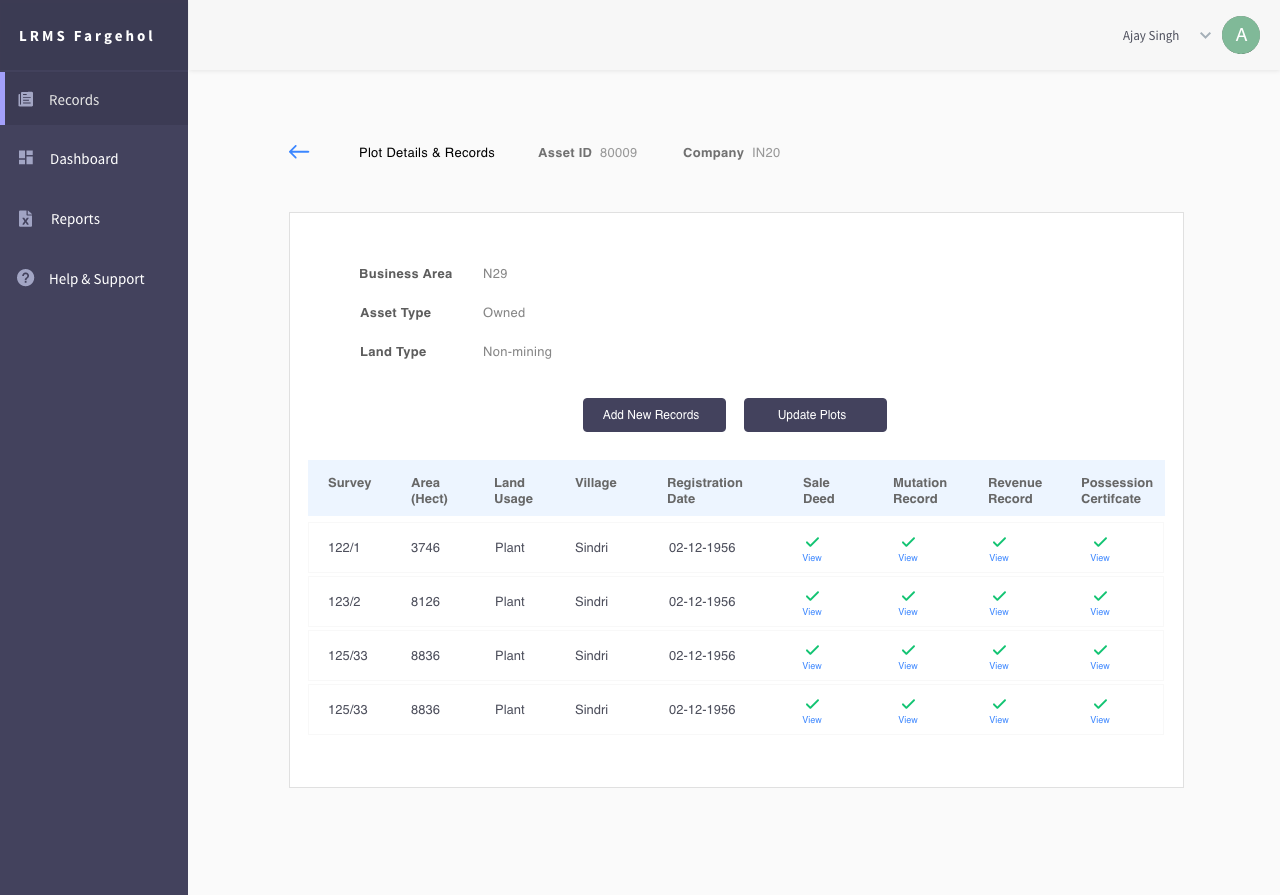 LRMS Fargehol
Ajay Singh
A
Records
Dashboard
Reports
Help & Support
Plot Details & Records Asset ID 80009 Company IN20
Business Area N29
Asset Type Owned
Land Type Non-mining
Add New Records Update Plots
Survey Area (Hect) Land Usage Village Registration Date Sale Deed Mutation Record Revenue Record Possession Certifcate
122/1 3746 Plant Sindri 02-12-1956 View View View View
123/2 8126 Plant Sindri 02-12-1956 View View View View
125/33 8836 Plant Sindri 02-12-1956 View View View View
125/33 8836 Plant Sindri 02-12-1956 View View View View